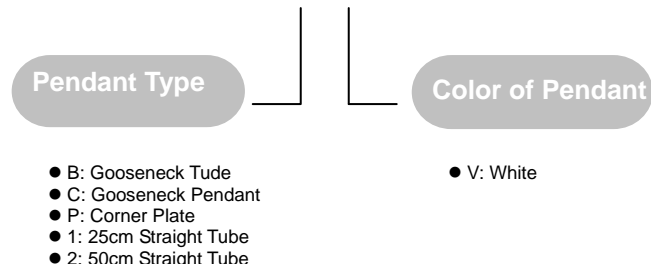 Pendant Type
Color of Pendant
● B: Gooseneck Tude
● C: Gooseneck Pendant
● P: Corner Plate
● 1: 25cm Straight Tube
● 2: 50cm Straight Tube
● V: White